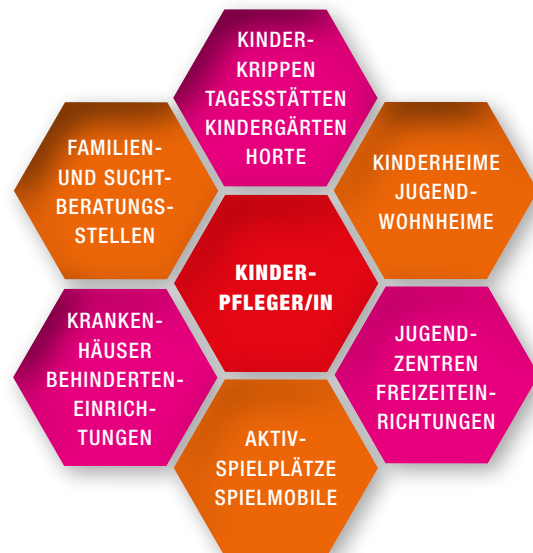 KINDER-
KRIPPEN
TAGESSTÄTTEN
KINDERGÄRTEN
HORTE
FAMILIEN-
UND SUCHT-
BERATUNGS-
STELLEN
KINDERHEIME
JUGEND-
WOHNHEIME
KINDER-
PFLEGER/IN
KRANKEN-
HÄUSER
BEHINDERTEN-
EINRICH-
TUNGEN
JUGEND-
ZENTREN
FREIZEITEIN-
RICHTUNGEN
AKTIV-
SPIELPLÄTZE
SPIELMOBILE